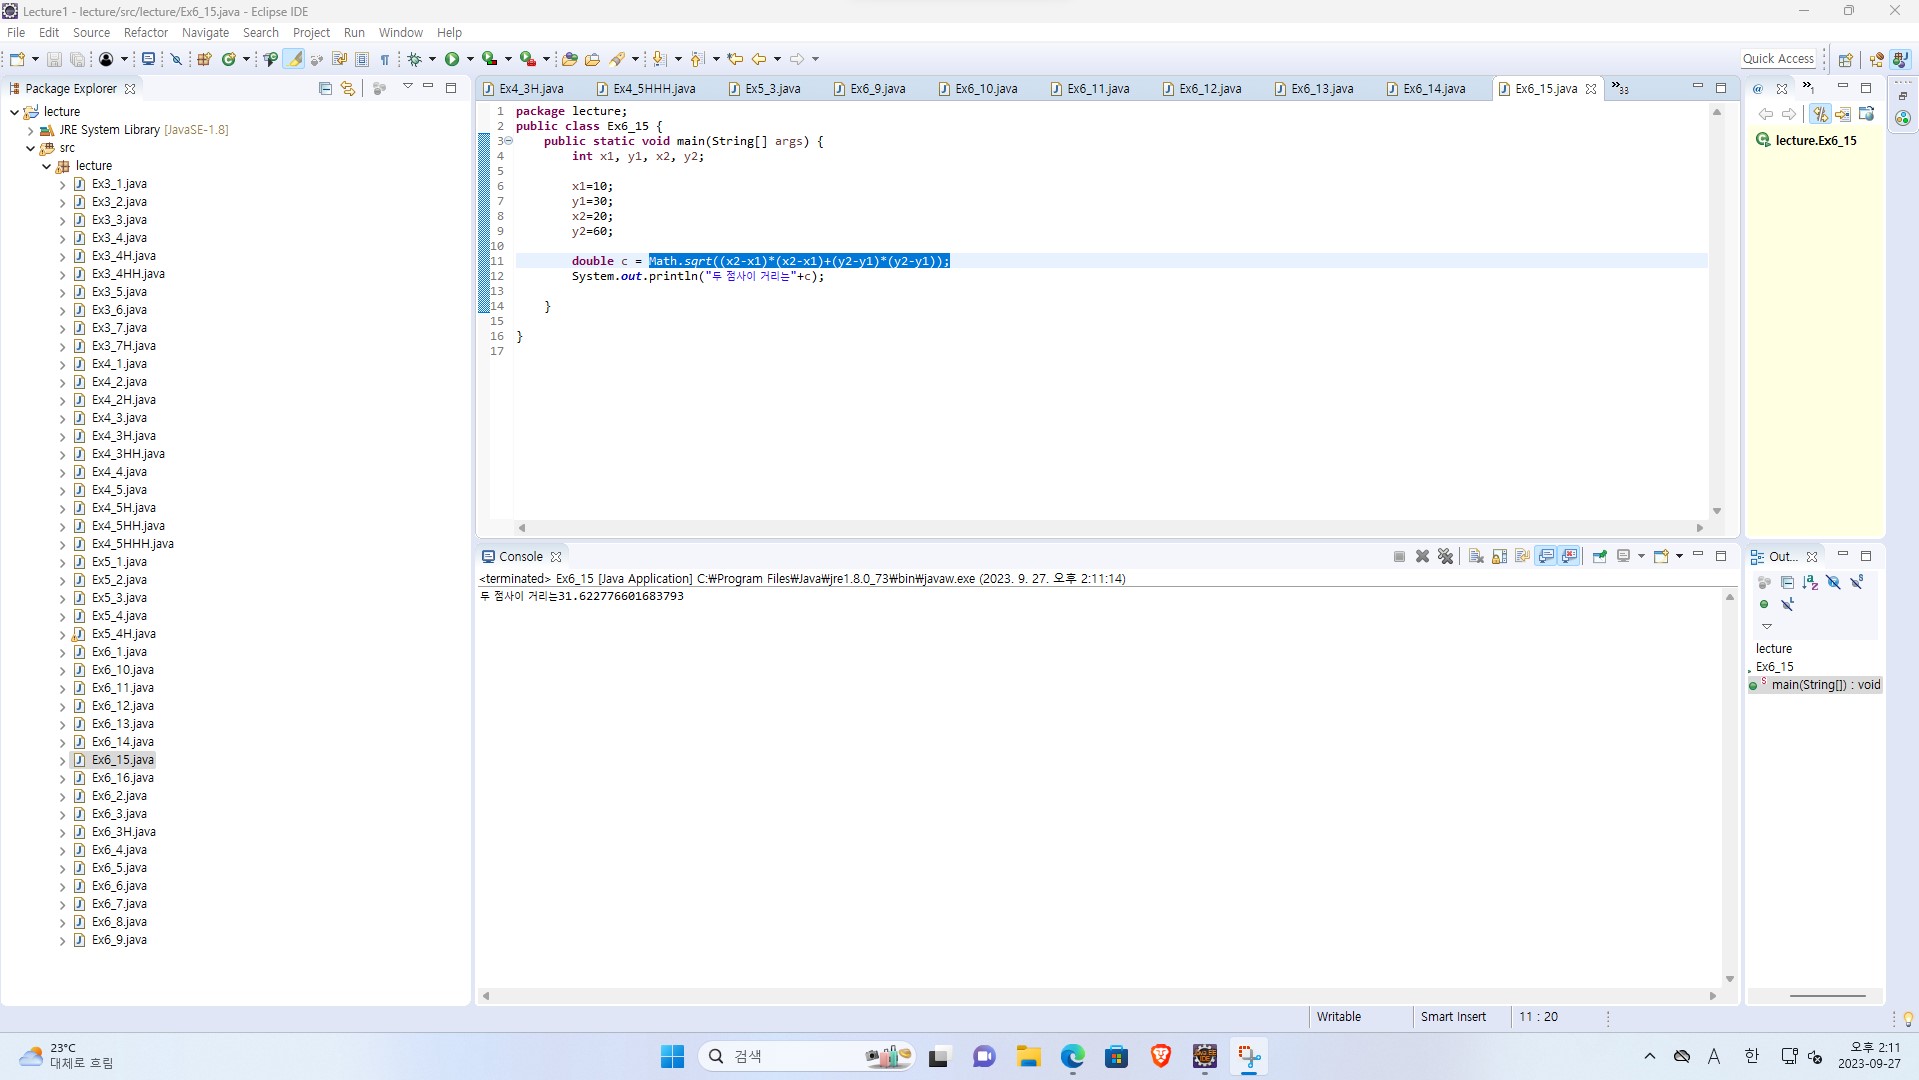 Lecture1 - lecture/src/lecture/Ex6_15.java - Eclipse IDE
File Edit Source Refactor Navigate Search Project Run Window Help
Quick Access
Package Explorer
lecture
JRE System Library [JavaSE-1.8]
src
lecture
Ex3_1.java
Ex3_2.java
Ex3_3.java
Ex3_4.java
Ex3_4H.java
Ex3_4HH.java
Ex3_5.java
Ex3_6.java
Ex3_7.java
Ex3_7H.java
Ex4_1.java
Ex4_2.java
Ex4_2H.java
Ex4_3.java
Ex4_3H.java
Ex4_3HH.java
Ex4_4.java
Ex4_5.java
Ex4_5H.java
Ex4_5HH.java
Ex4_5HHH.java
Ex5_1.java
Ex5_2.java
Ex5_3.java
Ex5_4.java
Ex5_4H.java
Ex6_1.java
Ex6_10.java
Ex6_11.java
Ex6_12.java
Ex6_13.java
Ex6_14.java
Ex6_15.java
Ex6_16.java
Ex6_2.java
Ex6_3.java
Ex6_3H.java
Ex6_4.java
Ex6_5.java
Ex6_6.java
Ex6_7.java
Ex6_8.java
Ex6_9.java
Ex4_3H.java Ex4_5HHH.java Ex5_3.java Ex6_9.java Ex6_10.java Ex6_11.java Ex6_12.java Ex6_13.java Ex6_14.java Ex6_15.java »33
1 package lecture;
2 public class Ex6_15 {
3 public static void main(String[] args) {
4 int x1, y1, x2, y2;
5
6 x1=10;
7 y1=30;
8 x2=20;
9 y2=60;
10
11 double c = Math.sqrt((x2-x1)*(x2-x1)+(y2-y1)*(y2-y1));
12 System.out.println("두 점사이 거리는"+c);
13
14 }
15
16 }
17
@ »1
lecture.Ex6_15
Console
<terminated> Ex6_15 [Java Application] C:₩Program Files₩Java₩jre1.8.0_73₩bin₩javaw.exe (2023. 9. 27. 오후 2:11:14)
두 점사이 거리는31.622776601683793
Out...
lecture
Ex6_15
main(String[]) : void
Writable Smart Insert 11 : 20
23°C
대체로 흐림
검색
A 한
오후 2:11
2023-09-27